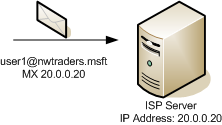 user1@nwtraders.msft
MX 20.0.0.20
ISP Server
IP Address: 20.0.0.20